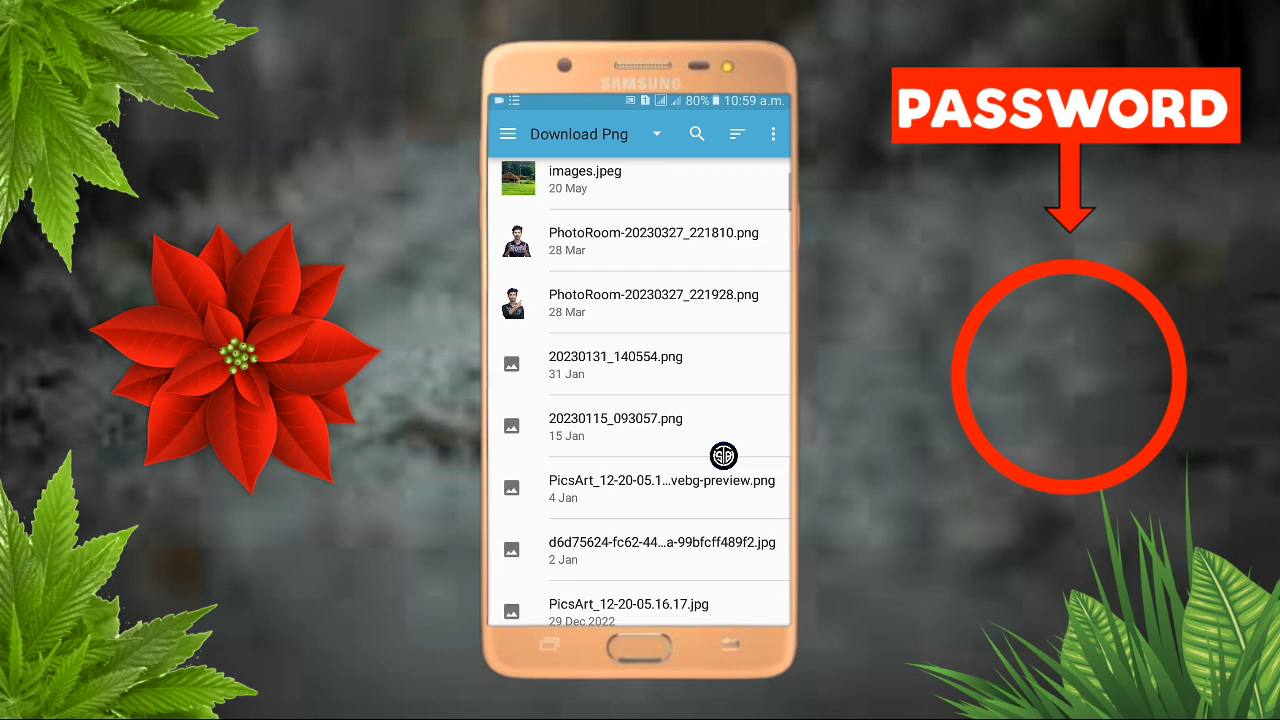 SAMSUNG
80% 10:59 a.m.
Download Png
images.jpeg
20 May
PhotoRoom-20230327_221810.png
28 Mar
PhotoRoom-20230327_221928.png
28 Mar
20230131_140554.png
31 Jan
20230115_093057.png
15 Jan
PicsArt_12-20-05.1...vebg-preview.png
4 Jan
d6d75624-fc62-44...a-99bfcff489f2.jpg
2 Jan
PicsArt_12-20-05.16.17.jpg
29 Dec 2022
PASSWORD